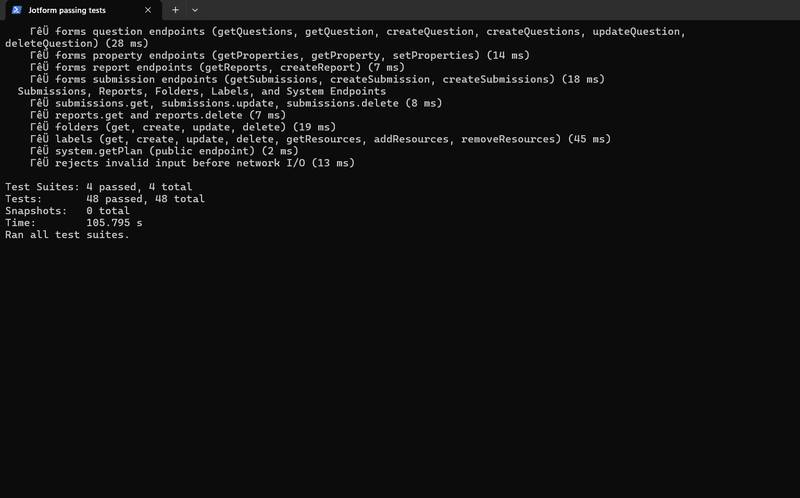 Jotform passing tests
ΓêÜ forms question endpoints (getQuestions, getQuestion, createQuestion, createQuestions, updateQuestion,
deleteQuestion) (28 ms)
ΓêÜ forms property endpoints (getProperties, getProperty, setProperties) (14 ms)
ΓêÜ forms report endpoints (getReports, createReport) (7 ms)
ΓêÜ forms submission endpoints (getSubmissions, createSubmission, createSubmissions) (18 ms)
Submissions, Reports, Folders, Labels, and System Endpoints
ΓêÜ submissions.get, submissions.update, submissions.delete (8 ms)
ΓêÜ reports.get and reports.delete (7 ms)
ΓêÜ folders (get, create, update, delete) (19 ms)
ΓêÜ labels (get, create, update, delete, getResources, addResources, removeResources) (45 ms)
ΓêÜ system.getPlan (public endpoint) (2 ms)
ΓêÜ rejects invalid input before network I/O (13 ms)
Test Suites: 4 passed, 4 total
Tests: 48 passed, 48 total
Snapshots: 0 total
Time: 105.795 s
Ran all test suites.